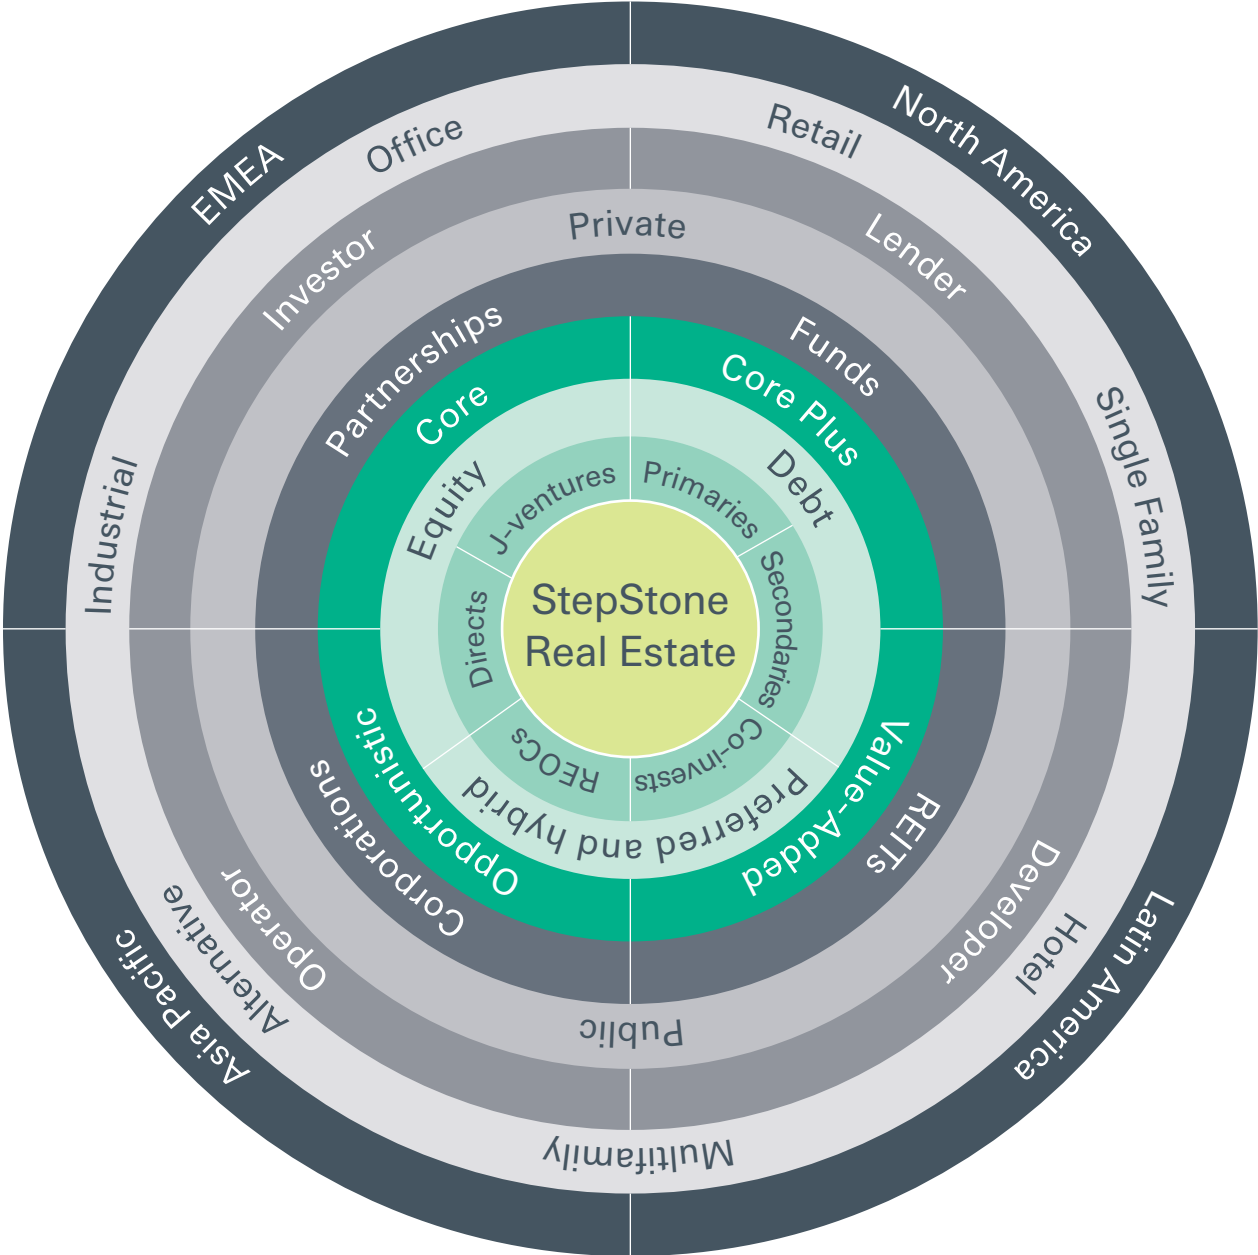 StepStone
Real Estate
J-ventures
Primaries
Secondaries
Co-invests
REOCs
Directs
Equity
Debt
Preferred and hybrid
Core
Core Plus
Value-Added
Opportunistic
Partnerships
Funds
REITs
Corporations
Private
Public
Investor
Lender
Developer
Operator
Office
Retail
Single Family
Hotel
Multifamily
Alternative
Industrial
EMEA
North America
Latin America
Asia Pacific